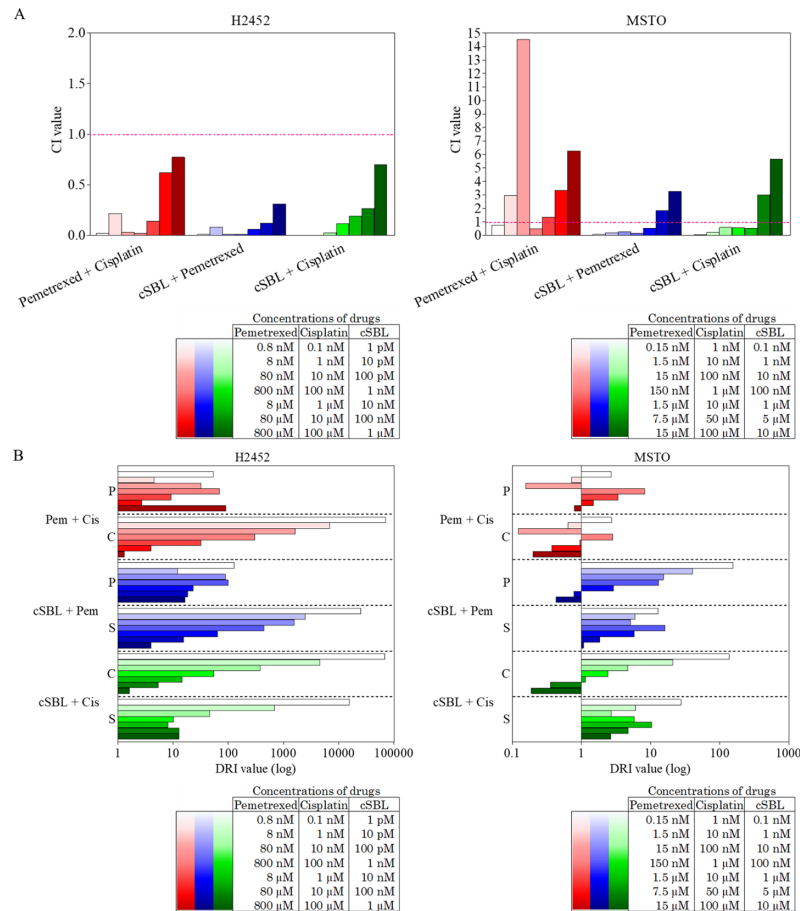 A
H2452
MSTO
CI value
2.0
1.5
1.0
0.5
0.0
Pemetrexed + Cisplatin
cSBL + Pemetrexed
cSBL + Cisplatin
CI value
15
14
13
12
11
10
9
8
7
6
5
4
3
2
1
0
Pemetrexed + Cisplatin
cSBL + Pemetrexed
cSBL + Cisplatin
Concentrations of drugs
Pemetrexed Cisplatin cSBL
0.8 nM 0.1 nM 1 pM
8 nM 1 nM 10 pM
80 nM 10 nM 100 pM
800 nM 100 nM 1 nM
8 µM 1 µM 10 nM
80 µM 10 µM 100 nM
800 µM 100 µM 1 µM
Concentrations of drugs
Pemetrexed Cisplatin cSBL
0.15 nM 1 nM 0.1 nM
1.5 nM 10 nM 1 nM
15 nM 100 nM 10 nM
150 nM 1 µM 100 nM
1.5 µM 10 µM 1 µM
7.5 µM 50 µM 5 µM
15 µM 100 µM 10 µM
B
H2452
MSTO
P
Pem + Cis
C
P
cSBL + Pem
S
C
cSBL + Cis
S
1 10 100 1000 10000 100000
DRI value (log)
P
Pem + Cis
C
P
cSBL + Pem
S
C
cSBL + Cis
S
0.1 1 10 100 1000
DRI value (log)
Concentrations of drugs
Pemetrexed Cisplatin cSBL
0.8 nM 0.1 nM 1 pM
8 nM 1 nM 10 pM
80 nM 10 nM 100 pM
800 nM 100 nM 1 nM
8 µM 1 µM 10 nM
80 µM 10 µM 100 nM
800 µM 100 µM 1 µM
Concentrations of drugs
Pemetrexed Cisplatin cSBL
0.15 nM 1 nM 0.1 nM
1.5 nM 10 nM 1 nM
15 nM 100 nM 10 nM
150 nM 1 µM 100 nM
1.5 µM 10 µM 1 µM
7.5 µM 50 µM 5 µM
15 µM 100 µM 10 µM